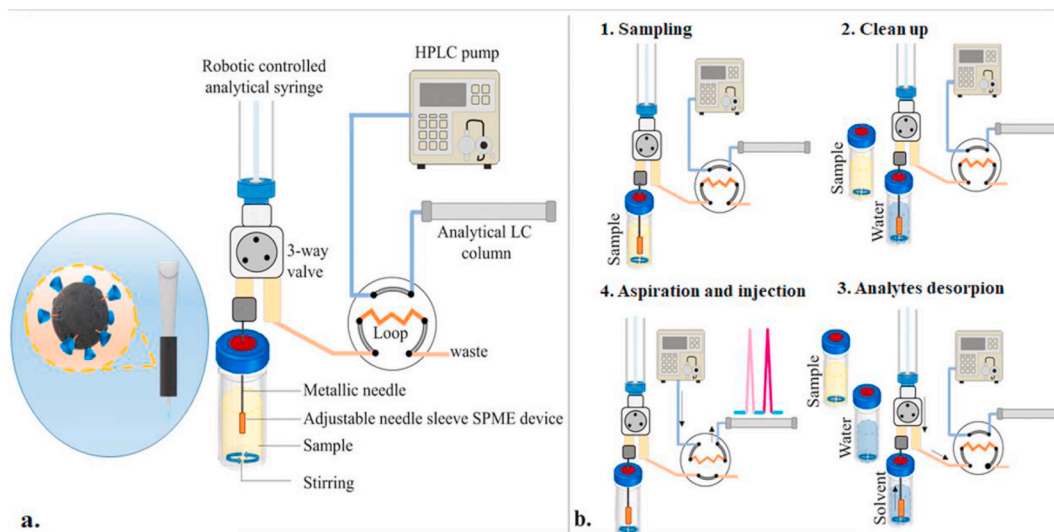 HPLC pump
Robotic controlled
analytical syringe
3-way
valve
Analytical LC
column
Loop
waste
Metallic needle
Adjustable needle sleeve SPME device
Sample
Stirring
a.
1. Sampling
Sample
2. Clean up
Sample
Water
4. Aspiration and injection
3. Analytes desorpion
Sample
Water
Solvent
b.